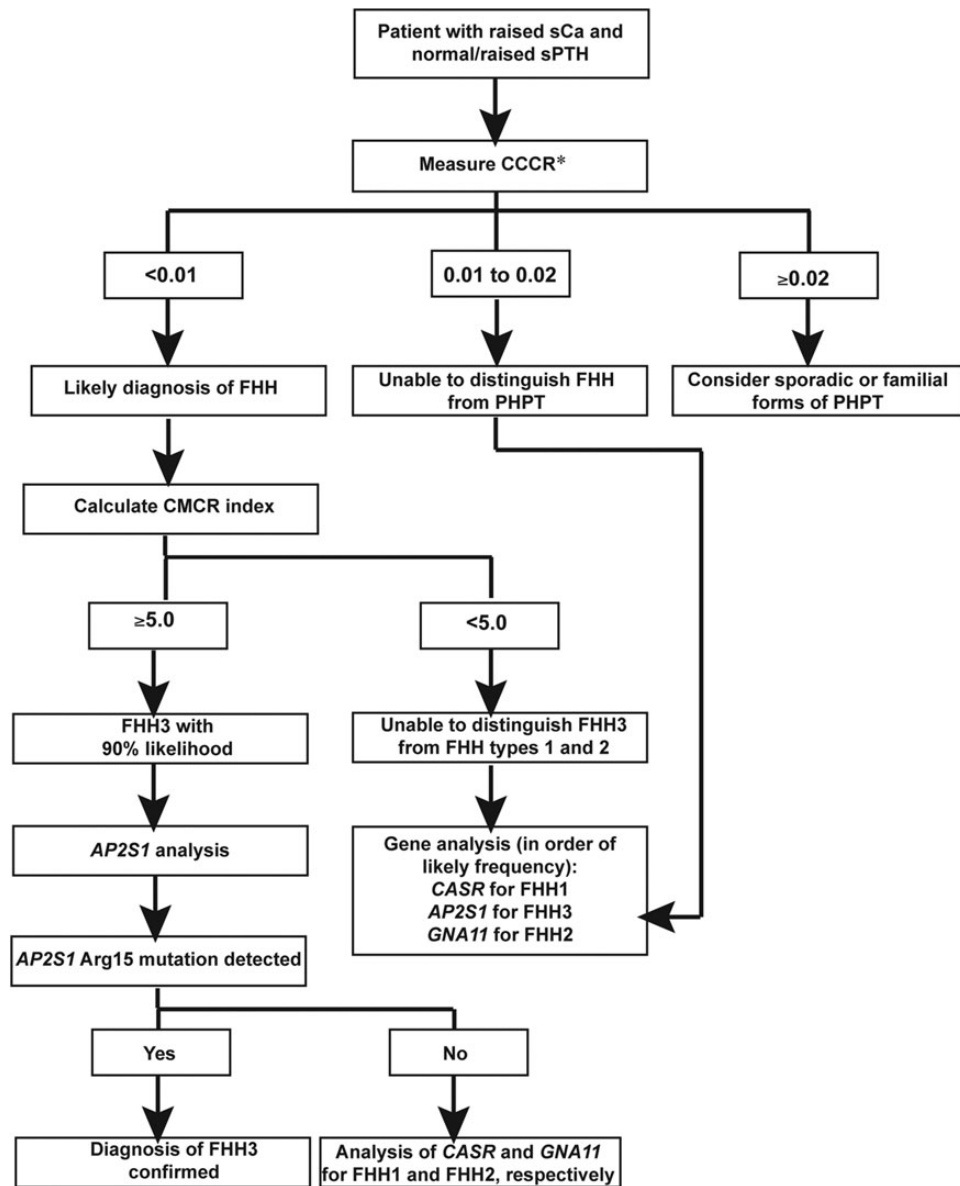 Patient with raised sCa and
normal/raised sPTH
Measure CCCR*
<0.01
0.01 to 0.02
≥0.02
Likely diagnosis of FHH
Unable to distinguish FHH
from PHPT
Consider sporadic or familial
forms of PHPT
Calculate CMCR index
≥5.0
<5.0
FHH3 with
90% likelihood
Unable to distinguish FHH3
from FHH types 1 and 2
AP2S1 analysis
Gene analysis (in order of
likely frequency):
CASR for FHH1
AP2S1 for FHH3
GNA11 for FHH2
AP2S1 Arg15 mutation detected
Yes
No
Diagnosis of FHH3
confirmed
Analysis of CASR and GNA11
for FHH1 and FHH2, respectively